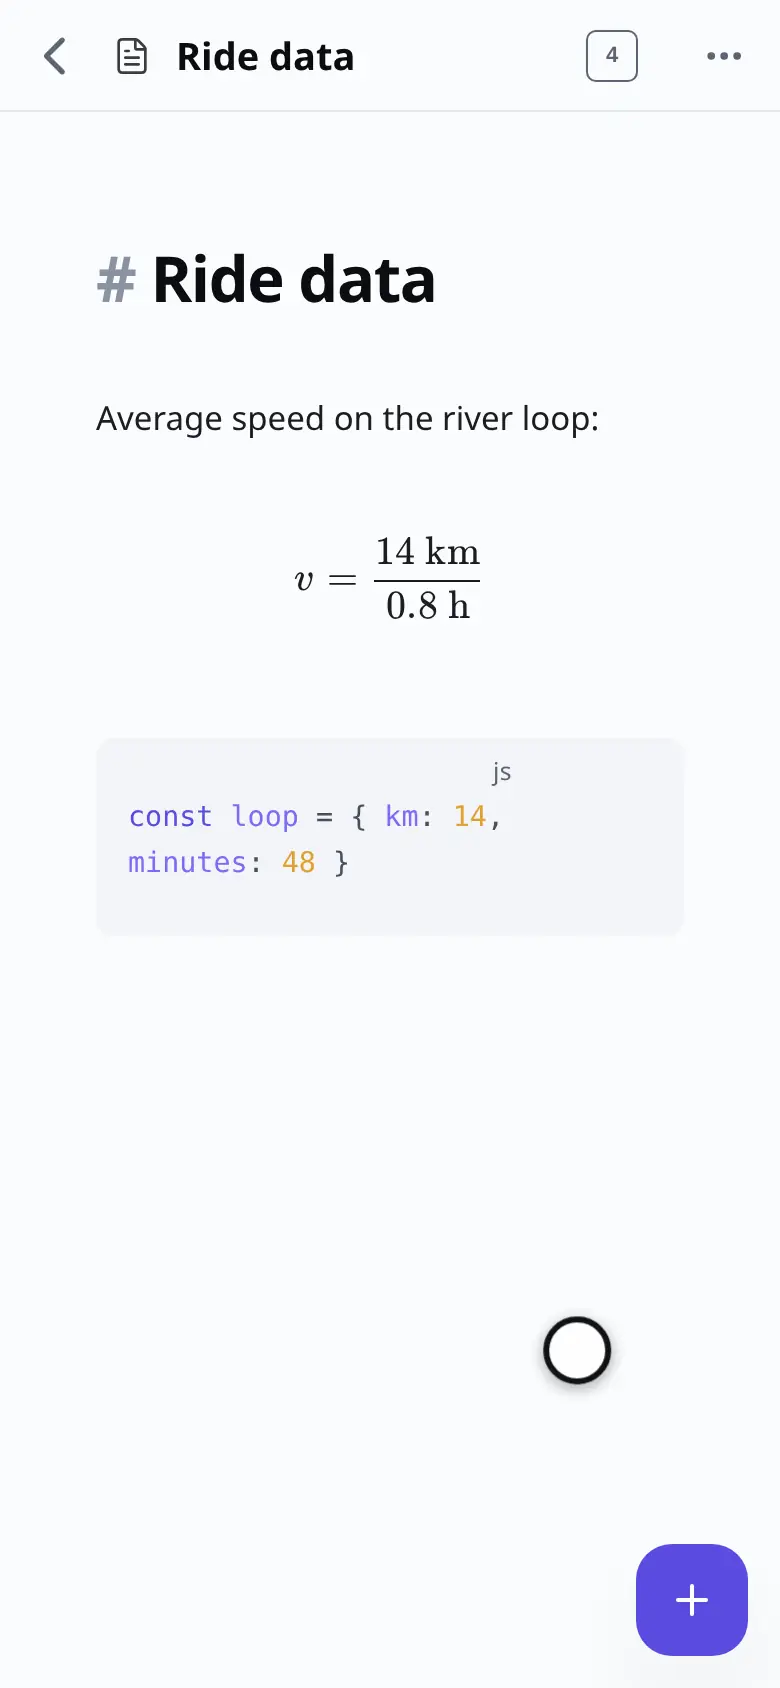 Ride data
4
# Ride data
Average speed on the river loop:
v = 14 km / 0.8 h
js
const loop = { km: 14,
minutes: 48 }